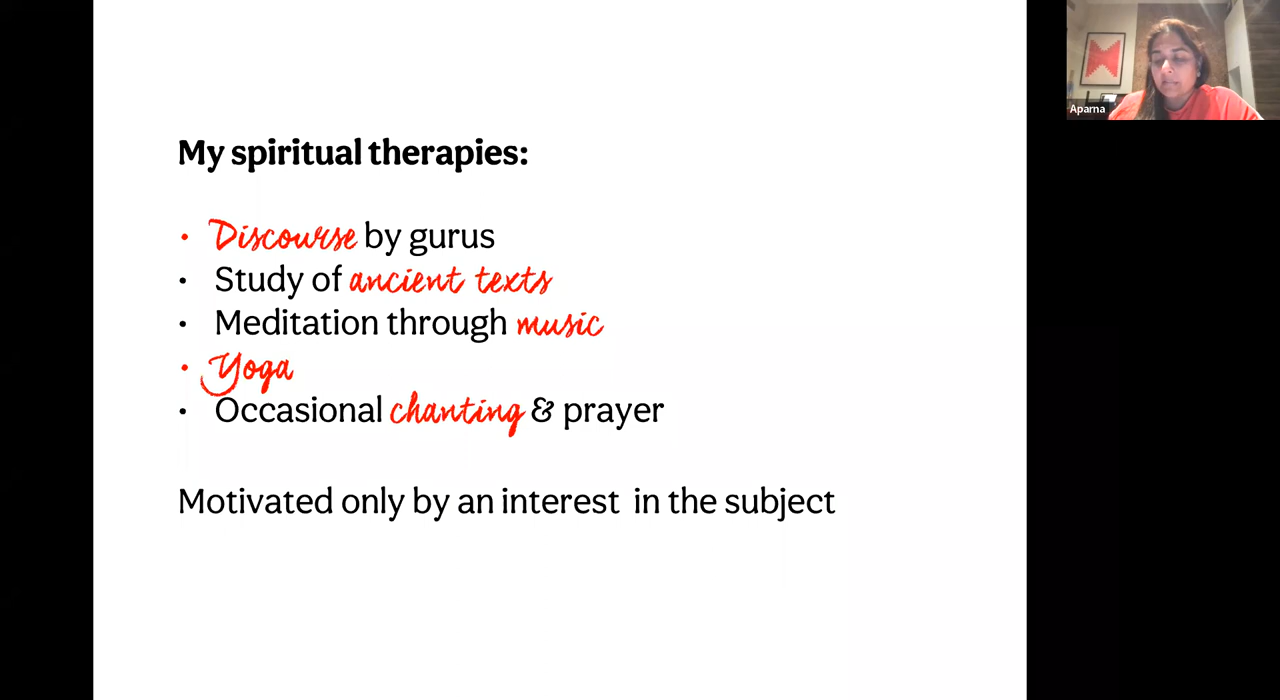 My spiritual therapies:
• Discourse by gurus
• Study of ancient texts
• Meditation through music
• Yoga
• Occasional chanting & prayer
Motivated only by an interest in the subject
Aparna